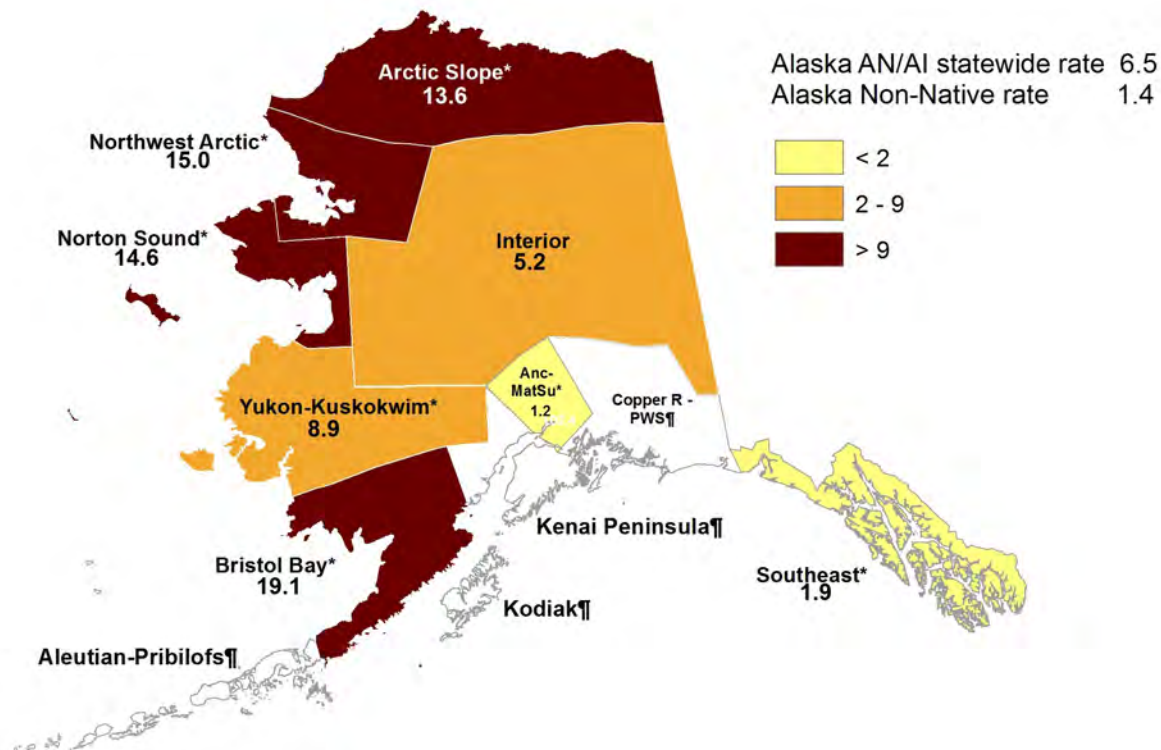 Arctic Slope*
13.6
Alaska AN/AI statewide rate 6.5
Alaska Non-Native rate 1.4
< 2
2 - 9
> 9
Northwest Arctic*
15.0
Norton Sound*
14.6
Interior
5.2
Anc-
MatSu*
1.2
Copper R -
PWS¶
Yukon-Kuskokwim*
8.9
Kenai Peninsula¶
Bristol Bay*
19.1
Southeast*
1.9
Kodiak¶
Aleutian-Pribilofs¶